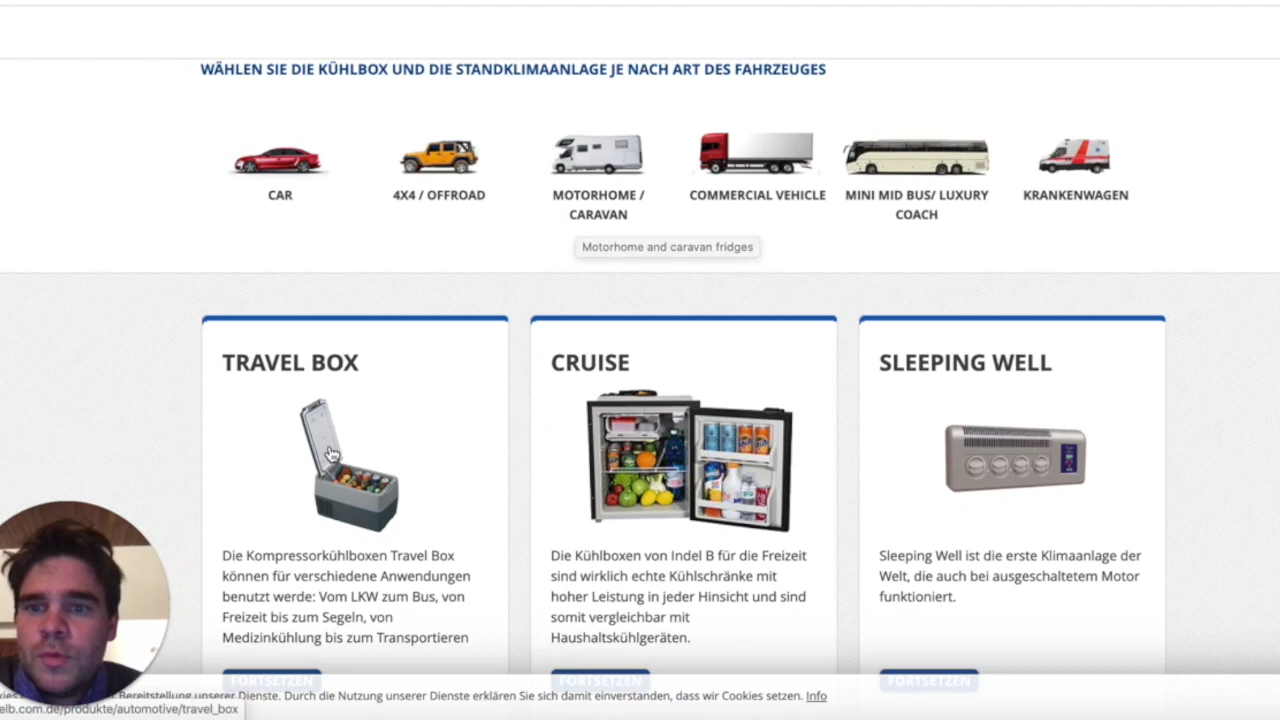 WÄHLEN SIE DIE KÜHLBOX UND DIE STANDKLIMAANLAGE JE NACH ART DES FAHRZEUGES
CAR
4X4 / OFFROAD
MOTORHOME /
CARAVAN
COMMERCIAL VEHICLE
MINI MID BUS/ LUXURY
COACH
KRANKENWAGEN
Motorhome and caravan fridges
TRAVEL BOX
Die Kompressorkühlboxen Travel Box
können für verschiedene Anwendungen
benutzt werde: Vom LKW zum Bus, von
Freizeit bis zum Segeln, von
Medizinkühlung bis zum Transportieren
FORTSETZEN
CRUISE
Die Kühlboxen von Indel B für die Freizeit
sind wirklich echte Kühlschränke mit
hoher Leistung in jeder Hinsicht und sind
somit vergleichbar mit
Haushaltskühlgeräten.
FORTSETZEN
SLEEPING WELL
Sleeping Well ist die erste Klimaanlage der
Welt, die auch bei ausgeschaltetem Motor
funktioniert.
FORTSETZEN
Bereitstellung unserer Dienste. Durch die Nutzung unserer Dienste erklären Sie sich damit einverstanden, dass wir Cookies setzen. Info
elb.com.de/produkte/automotive/travel_box